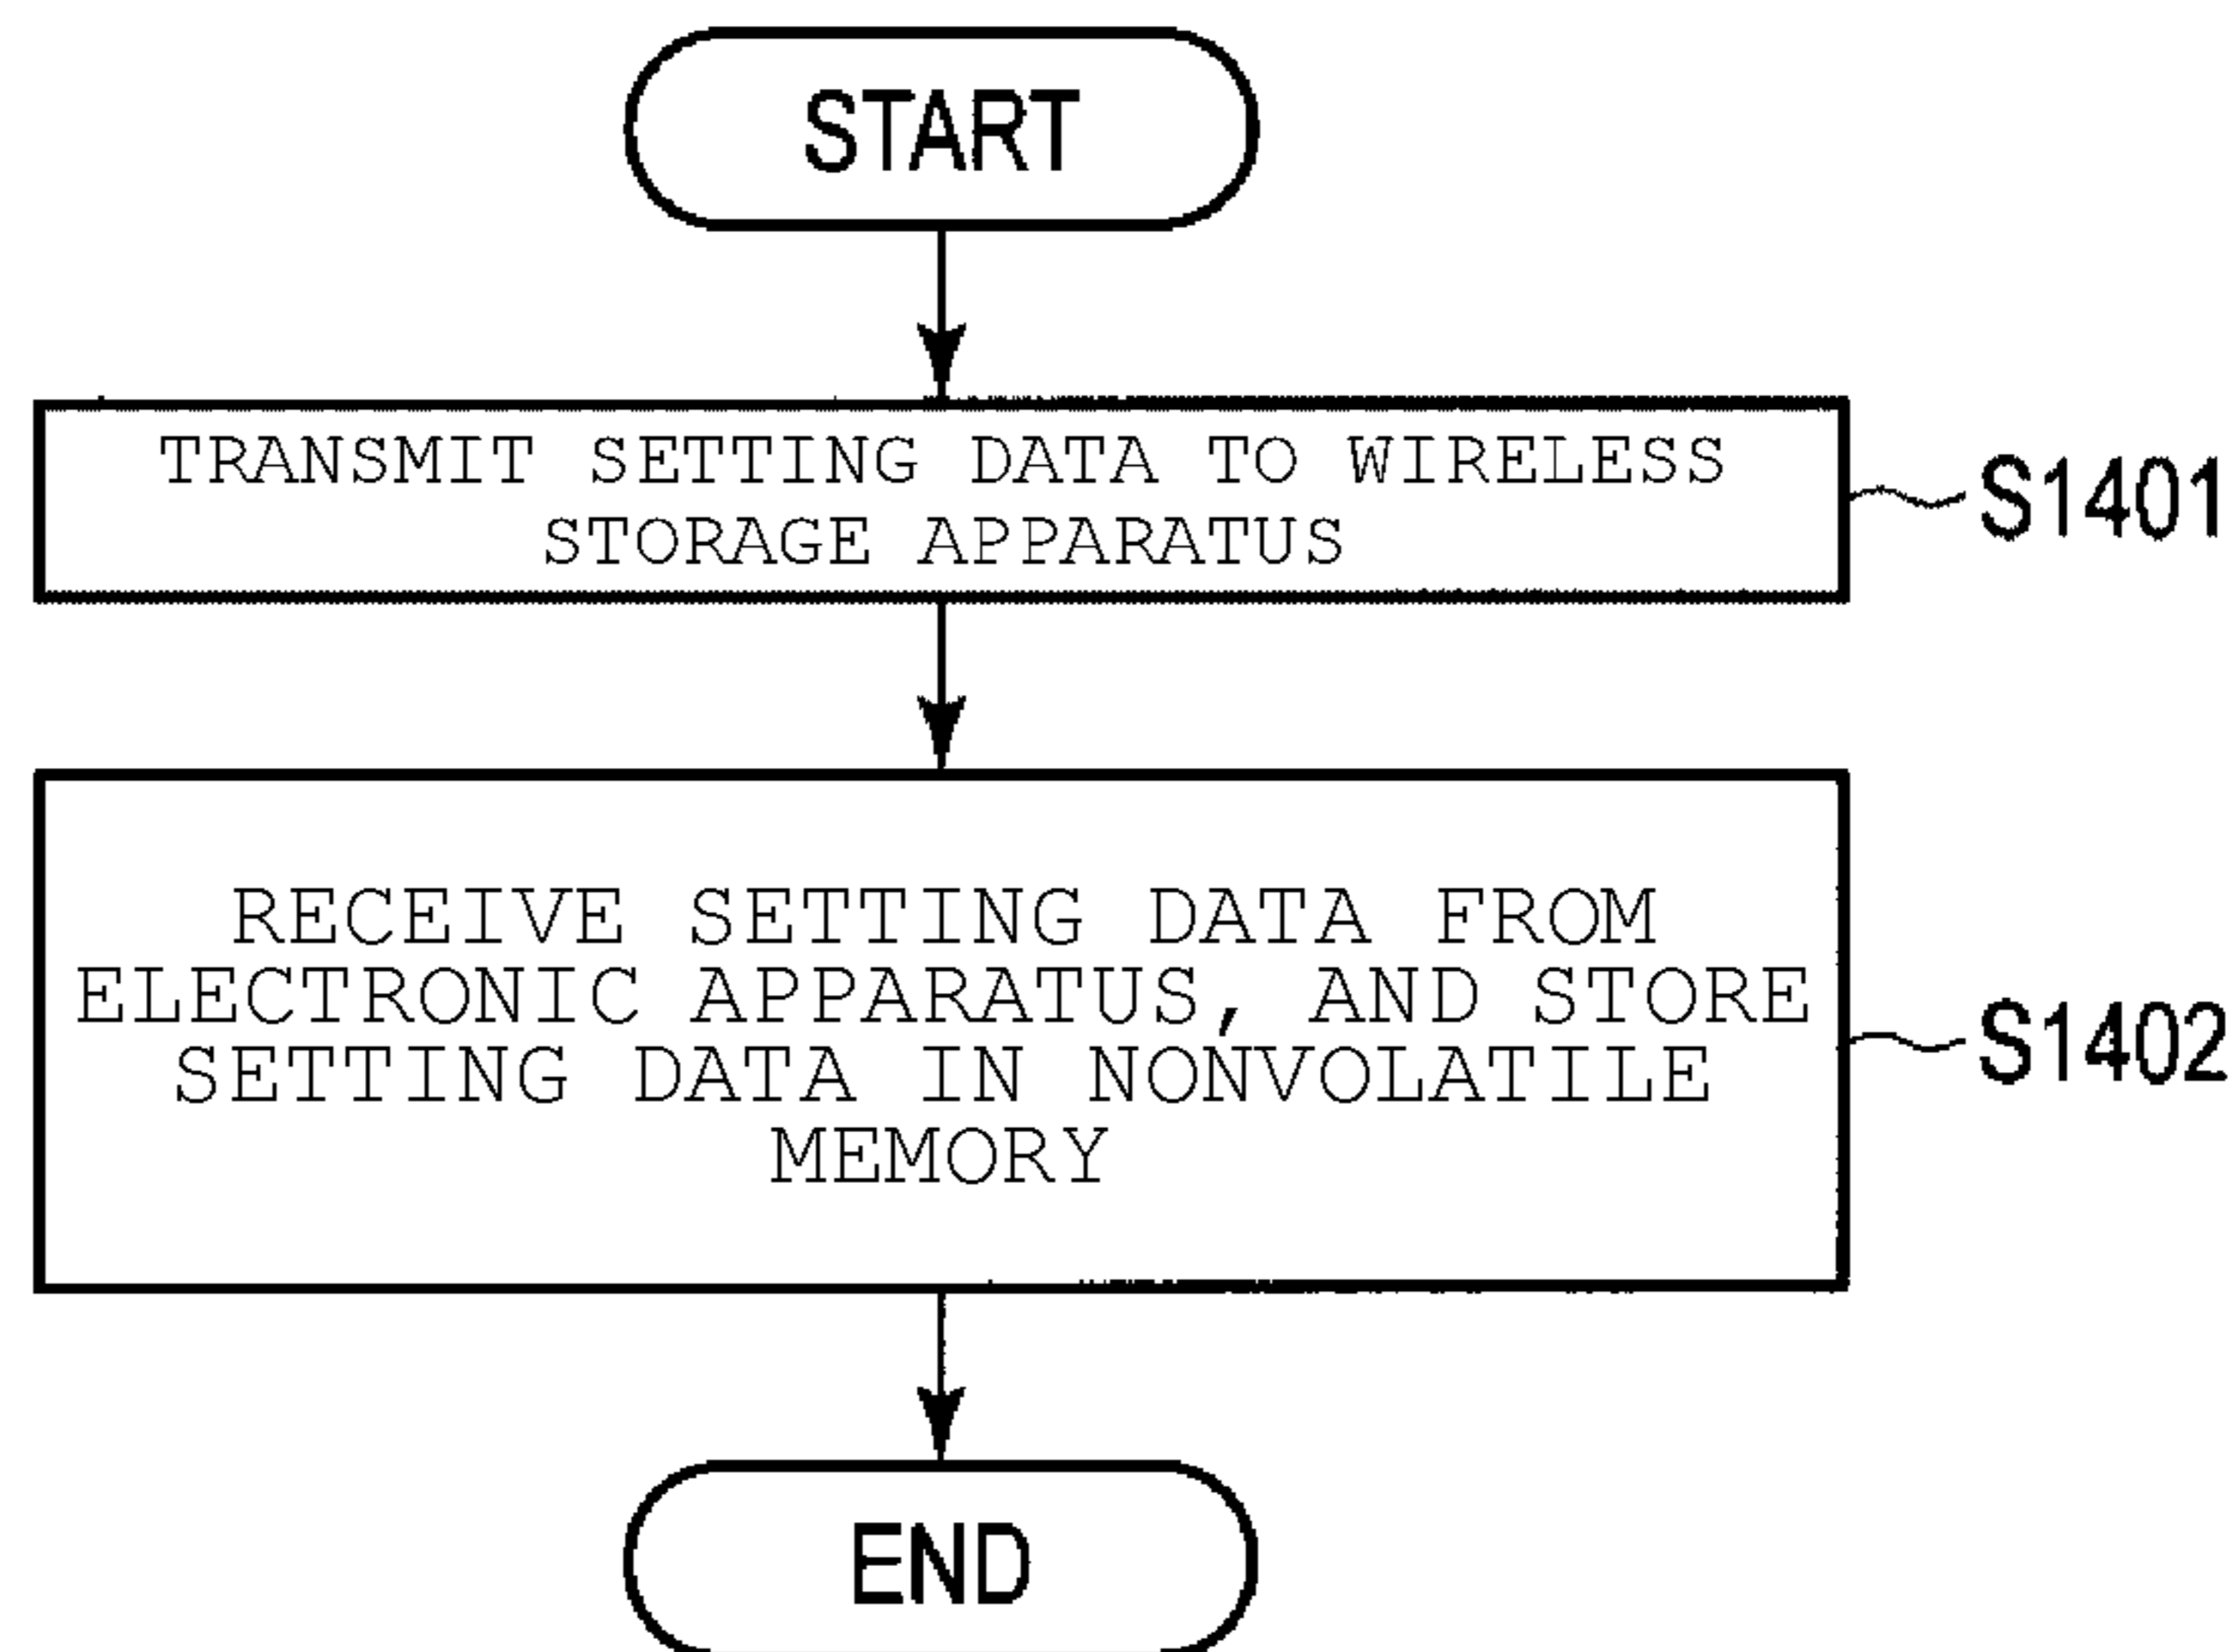 START
TRANSMIT SETTING DATA TO WIRELESS
STORAGE APPARATUS
S1401
RECEIVE SETTING DATA FROM
ELECTRONIC APPARATUS, AND STORE
SETTING DATA IN NONVOLATILE
MEMORY
S1402
END